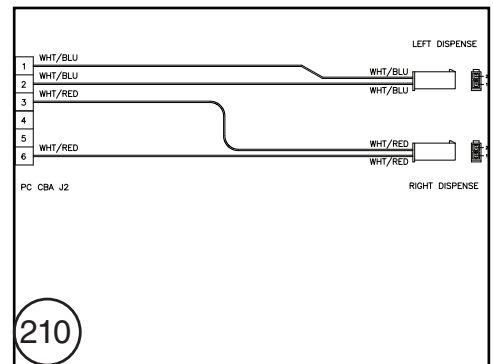 LEFT DISPENSE
WHT/BLU
1
WHT/BLU
WHT/BLU
2
WHT/BLU
WHT/RED
3
4
5
WHT/RED
6
WHT/RED
WHT/RED
PC CBA J2
RIGHT DISPENSE
210